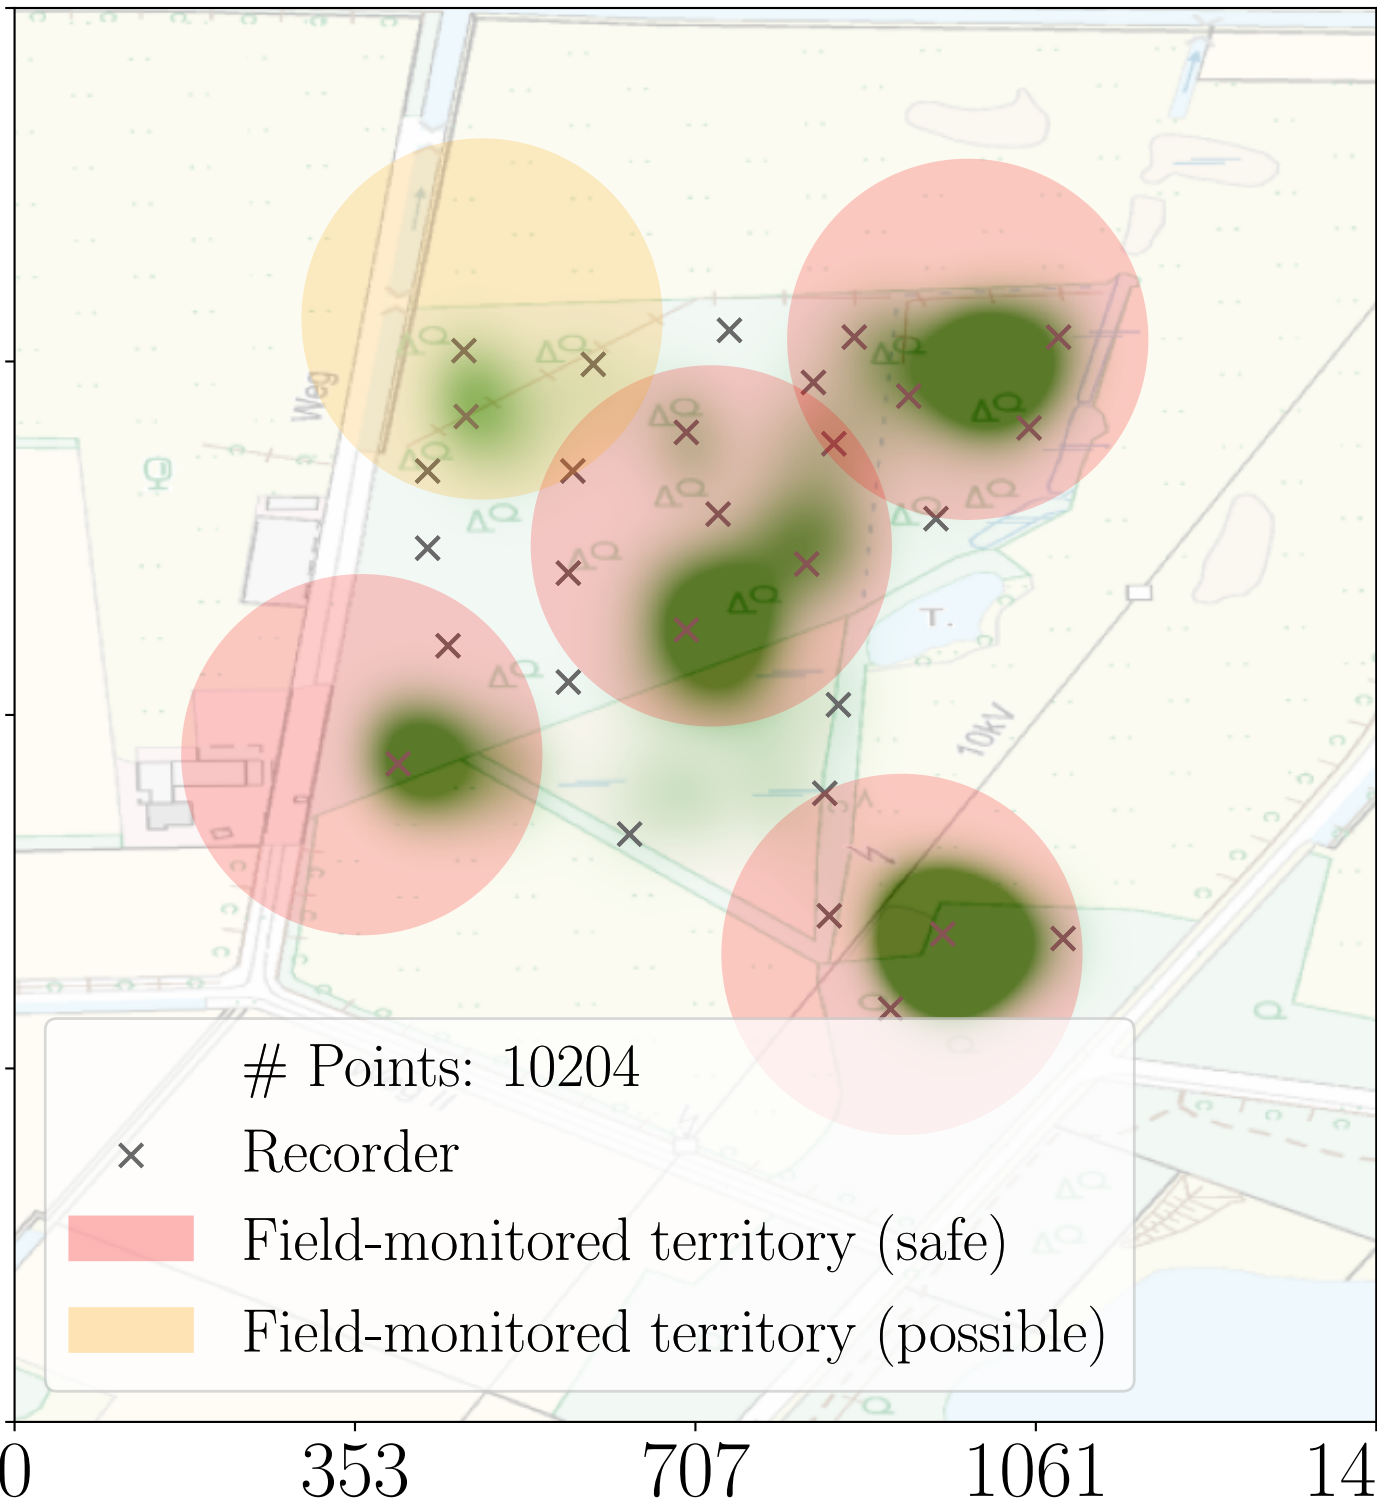 Weg
T.
10kV
# Points: 10204
Recorder
Field-monitored territory (safe)
Field-monitored territory (possible)
0 353 707 1061 14